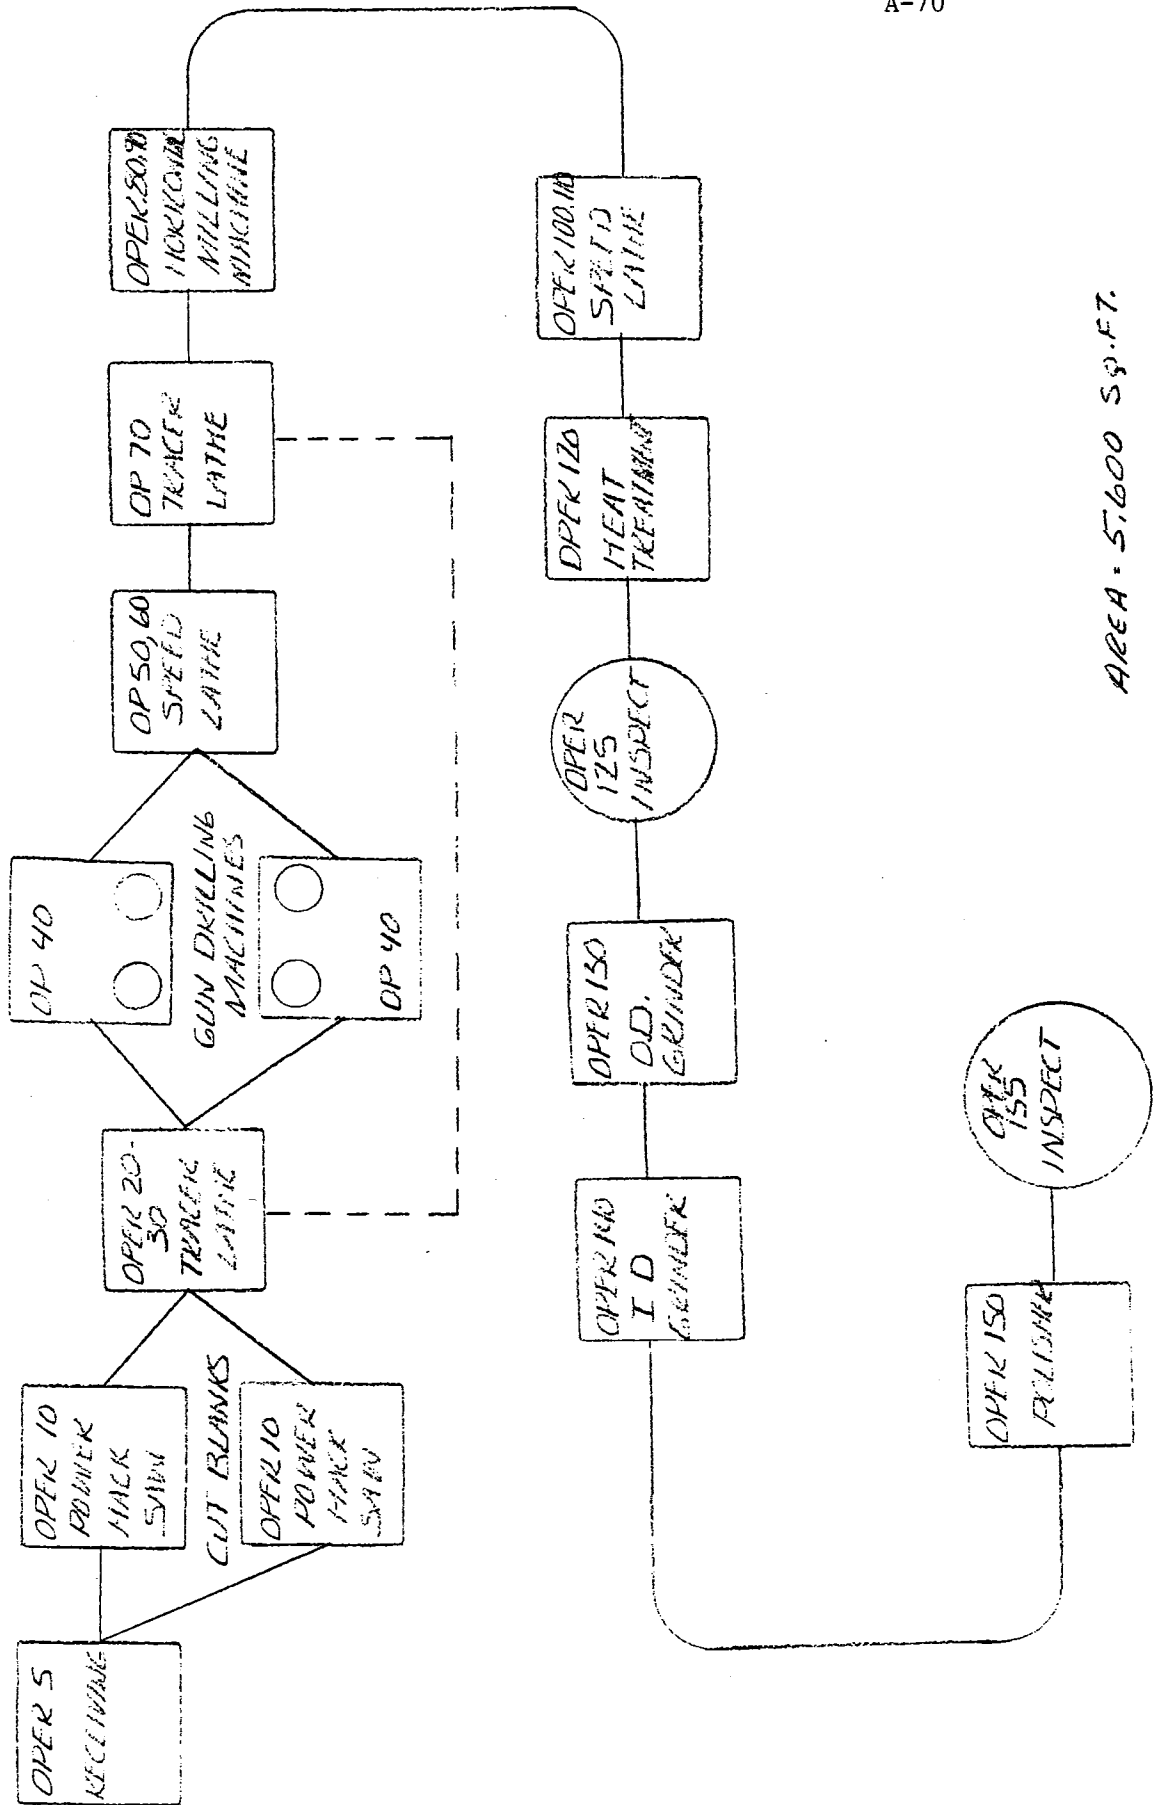 A-70
OPER 5
RECEIVING
OPER 10
POWER
HACK
SAW
CUT BLANKS
OPER 10
POWER
HACK
SAW
OPER 20-
30
TRACER
LATHE
OP 40
GUN DRILLING
MACHINES
OP 40
OP 50,60
SPEED
LATHE
OP 70
TRACER
LATHE
OPER.80,90
MILLING
MACHINE
OPER 100,110
SPEED
LATHE
OPER 120
HEAT
TREATMENT
OPER
125
INSPECT
OPER 130
O.D.
GRINDER
OPER 140
I D
GRINDER
OPER 150
POLISHER
OPER
155
INSPECT
AREA = 5,600 SQ.FT.